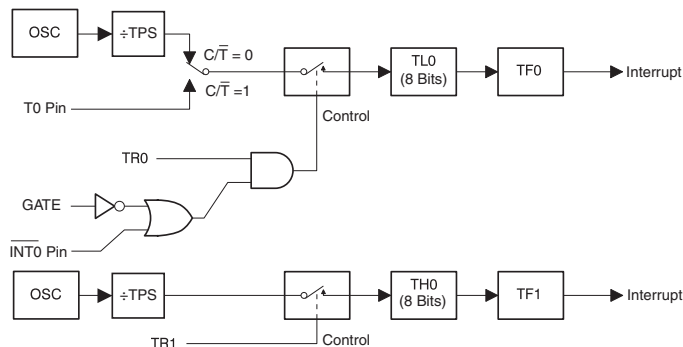 OSC
÷TPS
C/T̅ = 0
C/T̅ =1
T0 Pin
TL0
(8 Bits)
TF0
Interrupt
Control
TR0
GATE
I̅N̅T̅0̅ Pin
OSC
÷TPS
TH0
(8 Bits)
TF1
Interrupt
Control
TR1